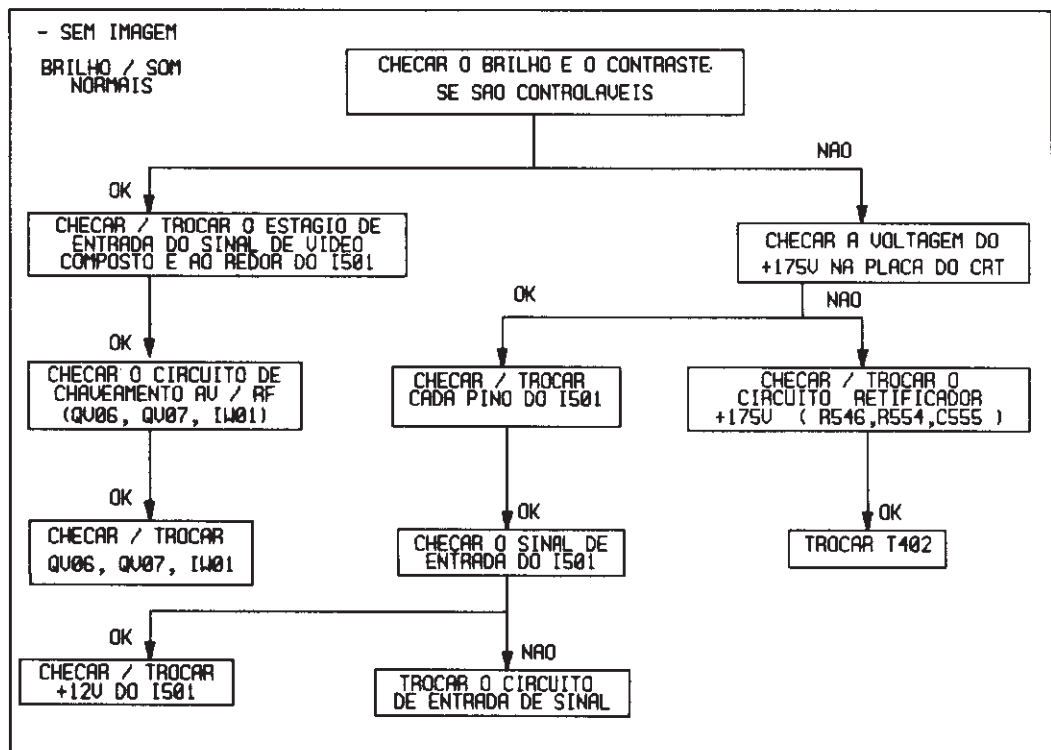 - SEM IMAGEM
BRILHO / SOM
NORMAIS
CHECAR O BRILHO E O CONTRASTE
SE SAO CONTROLAVEIS
NAO
OK
CHECAR / TROCAR O ESTAGIO DE
ENTRADA DO SINAL DE VIDEO
COMPOSTO E AO REDOR DO I501
CHECAR A VOLTAGEM DO
+175V NA PLACA DO CRT
OK
NAO
OK
CHECAR O CIRCUITO DE
CHAVEAMENTO AV / RF
(QV06, QV07, IW01)
CHECAR / TROCAR
CADA PINO DO I501
CHECAR / TROCAR O
CIRCUITO RETIFICADOR
+175V ( R546,R554,C555 )
OK
OK
OK
CHECAR / TROCAR
QV06, QV07, IW01
CHECAR O SINAL DE
ENTRADA DO I501
TROCAR T402
OK
NAO
CHECAR / TROCAR
+12V DO I501
TROCAR O CIRCUITO
DE ENTRADA DE SINAL